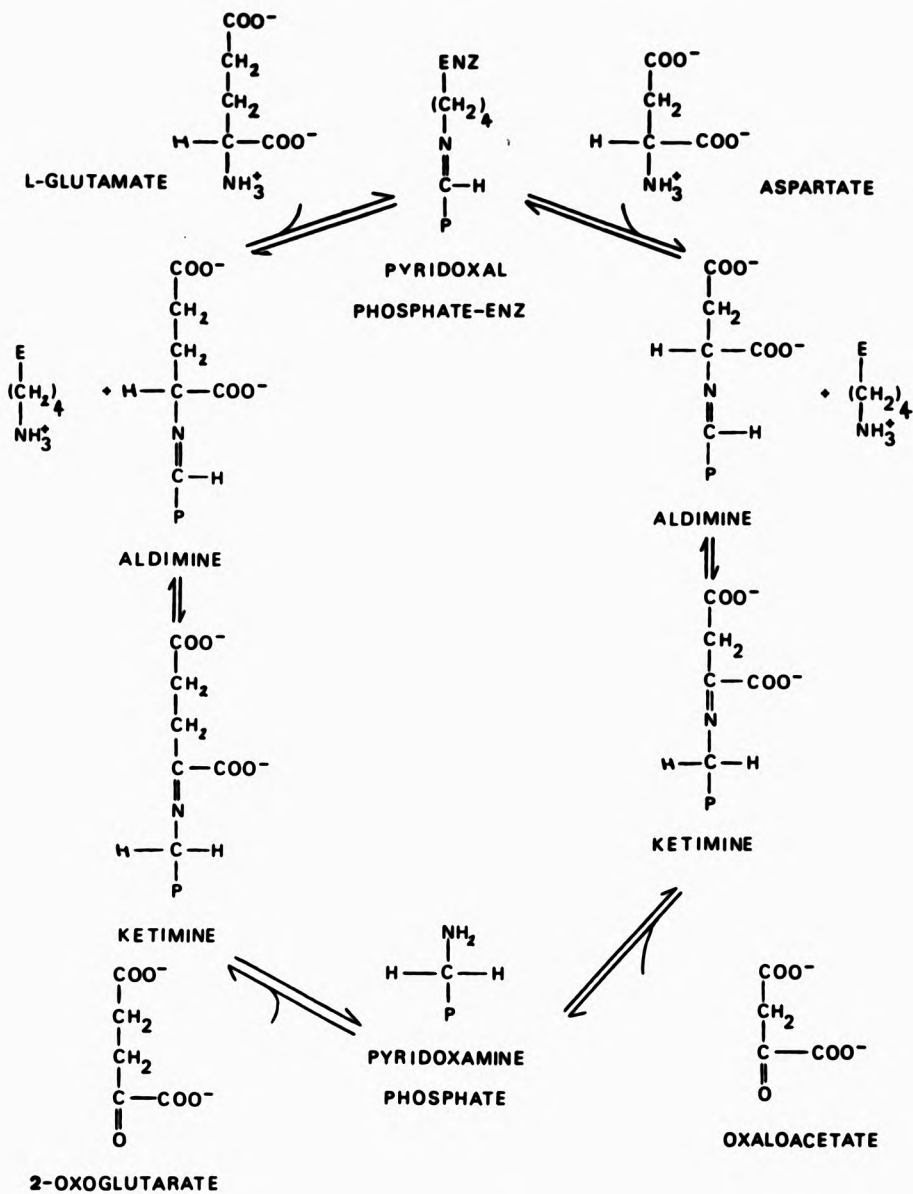 COO⁻
CH₂
CH₂
H—C—COO⁻
NH₃⁺
L-GLUTAMATE
ENZ
(CH₂)₄
N
C—H
P
PYRIDOXAL
PHOSPHATE-ENZ
COO⁻
CH₂
H—C—COO⁻
NH₃⁺
ASPARTATE
E
(CH₂)₄
NH₃⁺
+
COO⁻
CH₂
CH₂
H—C—COO⁻
N
C—H
P
ALDIMINE
COO⁻
CH₂
H—C—COO⁻
N
C—H
P
ALDIMINE
+
E
(CH₂)₄
NH₃⁺
COO⁻
CH₂
CH₂
C—COO⁻
N
H—C—H
P
KETIMINE
COO⁻
CH₂
C—COO⁻
N
H—C—H
P
KETIMINE
COO⁻
CH₂
CH₂
C—COO⁻
O
2-OXOGLUTARATE
NH₂
H—C—H
P
PYRIDOXAMINE
PHOSPHATE
COO⁻
CH₂
C—COO⁻
O
OXALOACETATE